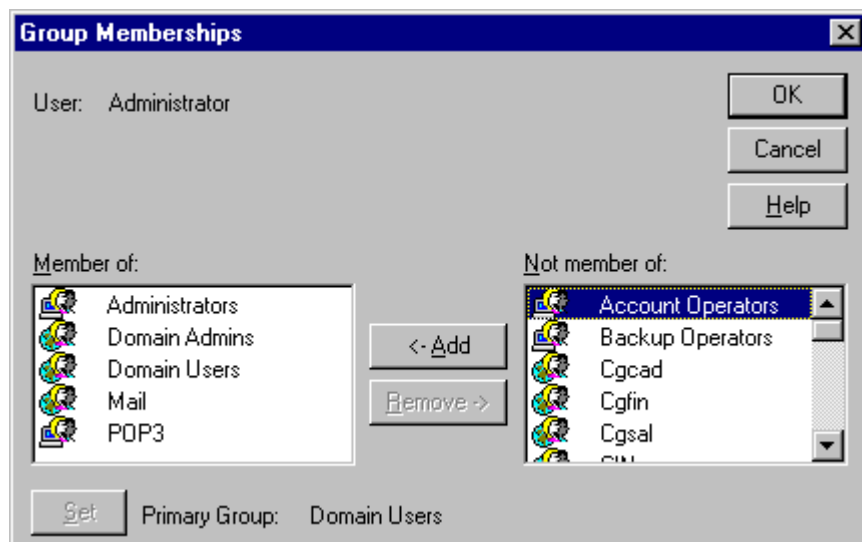 Group Memberships
User: Administrator
OK
Cancel
Help
Member of:
Administrators
Domain Admins
Domain Users
Mail
POP3
<- Add
Remove ->
Not member of:
Account Operators
Backup Operators
Cgcad
Cgfin
Cgsal
Set
Primary Group: Domain Users